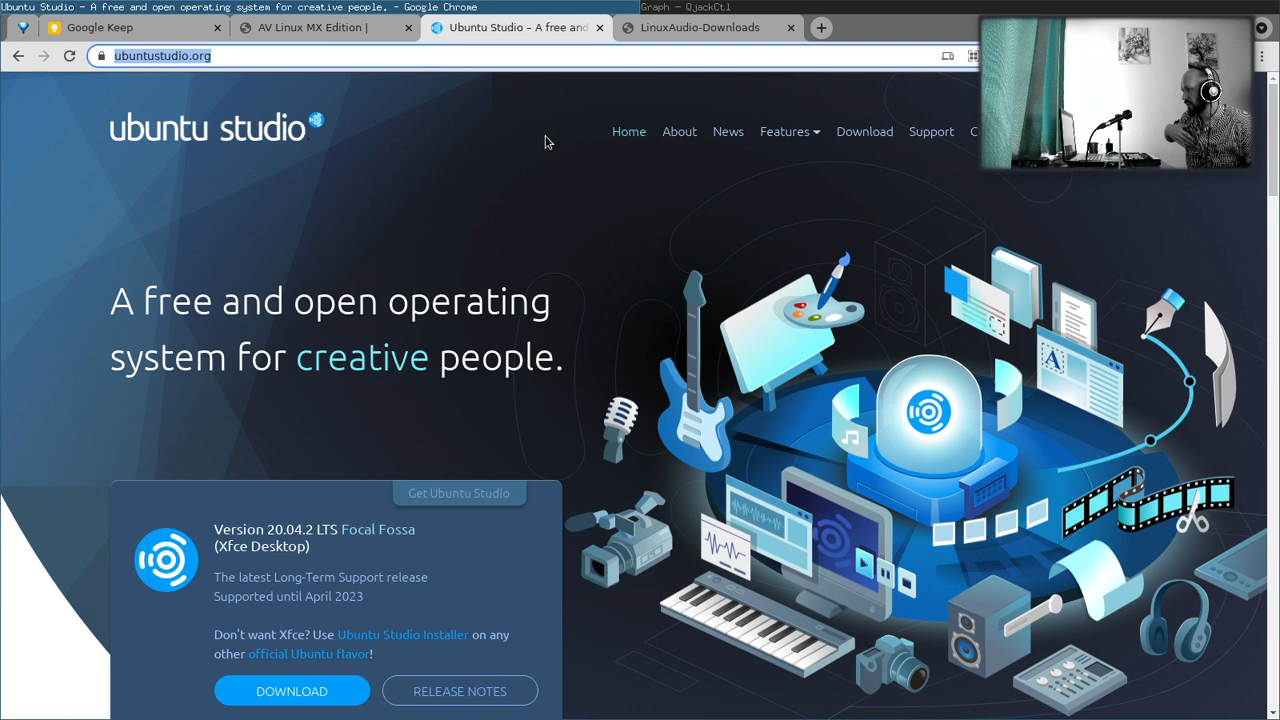 Ubuntu Studio - A free and open operating system for creative people. - Google Chrome
Graph - QjackCtl
Google Keep
AV Linux MX Edition |
Ubuntu Studio – A free and
LinuxAudio-Downloads
ubuntustudio.org
ubuntu studio
Home
About
News
Features
Download
Support
C
A free and open operating
system for creative people.
Get Ubuntu Studio
Version 20.04.2 LTS Focal Fossa
(Xfce Desktop)
The latest Long-Term Support release
Supported until April 2023
Don't want Xfce? Use Ubuntu Studio Installer on any
other official Ubuntu flavor!
DOWNLOAD
RELEASE NOTES
A